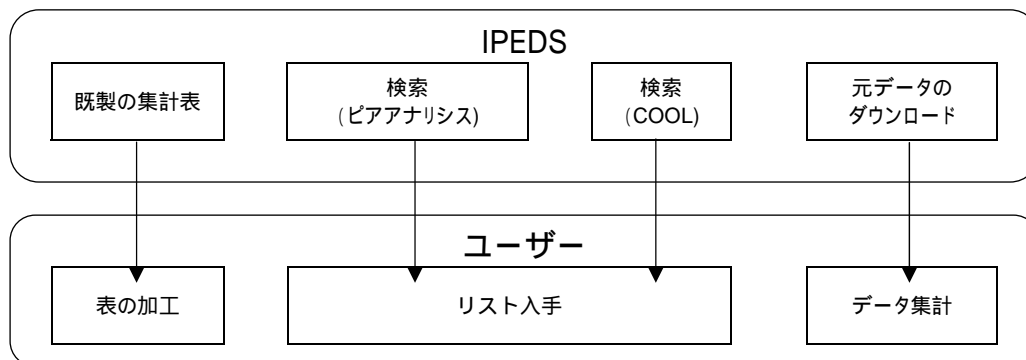 IPEDS
既製の集計表
検索
(ピアアナリシス)
検索
(COOL)
元データの
ダウンロード
ユーザー
表の加工
リスト入手
データ集計